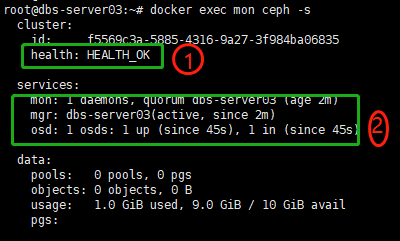 root@dbs-server03:~# docker exec mon ceph -s
cluster:
id: f5569c3a-5885-4316-9a27-3f984ba06835
health: HEALTH_OK
1
services:
mon: 1 daemons, quorum dbs-server03 (age 2m)
mgr: dbs-server03(active, since 2m)
osd: 1 osds: 1 up (since 45s), 1 in (since 45s)
2
data:
pools: 0 pools, 0 pgs
objects: 0 objects, 0 B
usage: 1.0 GiB used, 9.0 GiB / 10 GiB avail
pgs: